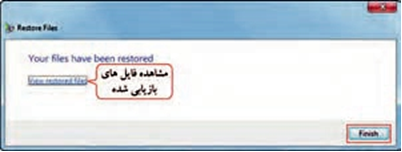 Restore Files
Your files have been restored
View restored files
مشاهده فایل های
بازیابی شده
Finish